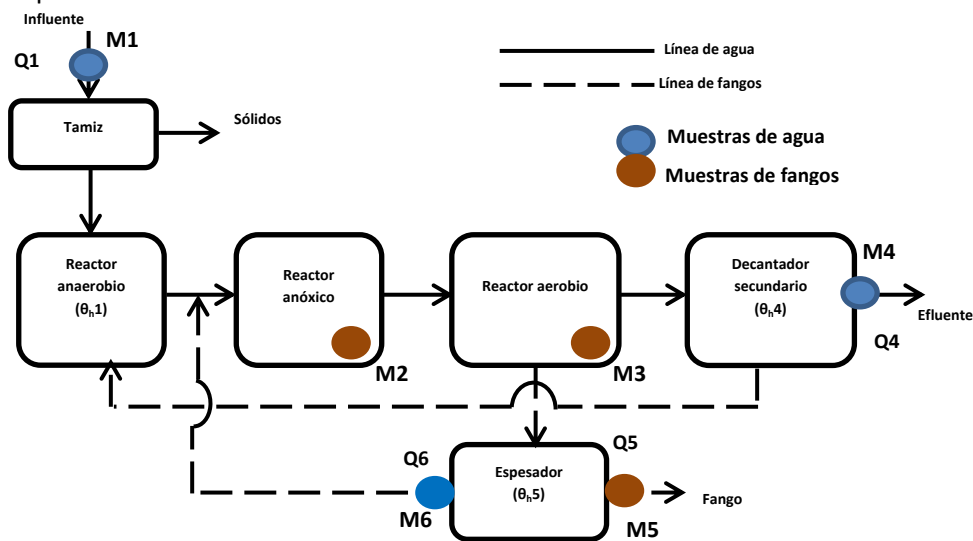 Influente
M1
Q1
Línea de agua
Línea de fangos
Tamiz
Sólidos
Muestras de agua
Muestras de fangos
Reactor
anaerobio
(θh1)
Reactor
anóxico
M2
Reactor aerobio
M3
Decantador
secundario
(θh4)
M4
Efluente
Q4
Q6
Espesador
(θh5)
Q5
M6
M5
Fango